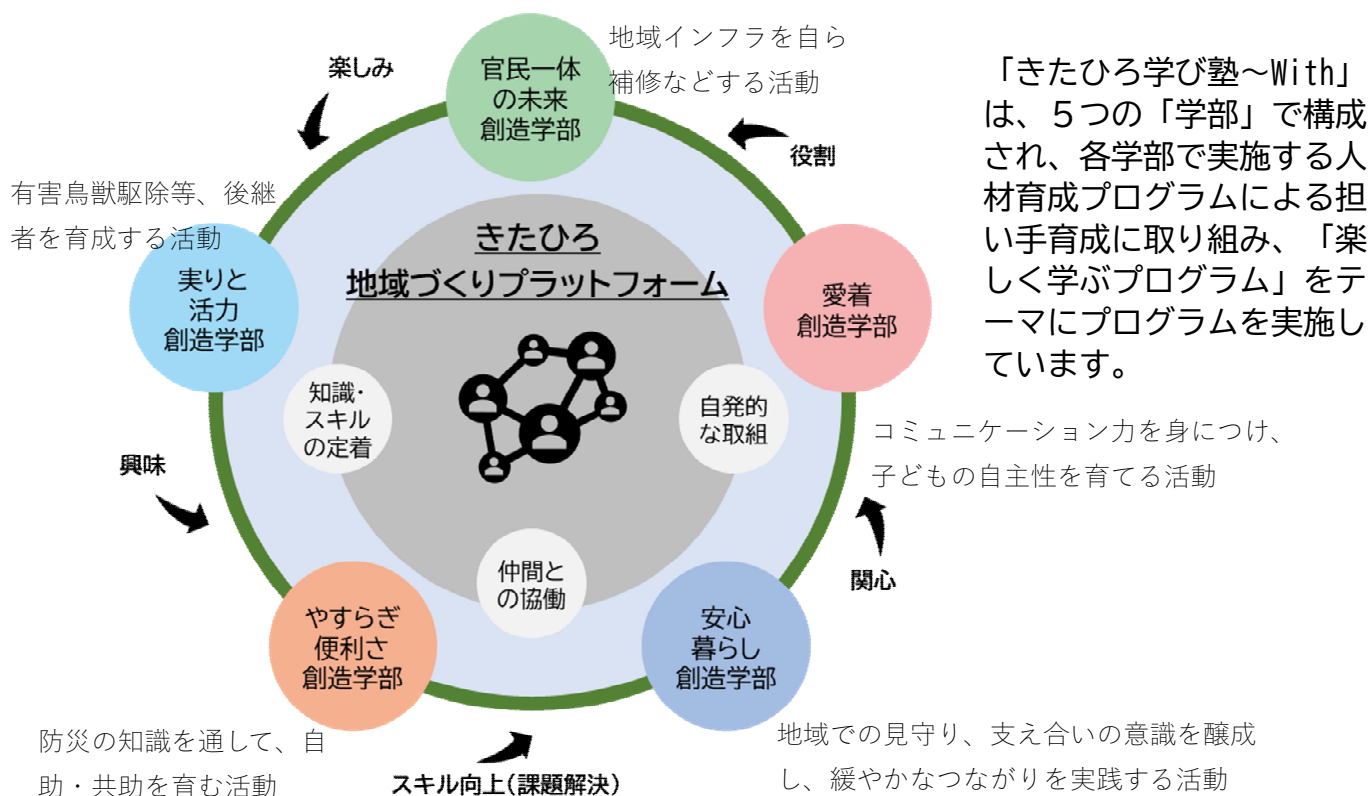 地域インフラを自ら
補修などする活動
楽しみ
官民一体
の未来
創造学部
役割
「きたひろ学び塾～With」
は、５つの「学部」で構成
され、各学部で実施する人
材育成プログラムによる担
い手育成に取り組み、「楽
しく学ぶプログラム」をテ
ーマにプログラムを実施し
ています。
有害鳥獣駆除等、後継
者を育成する活動
実りと
活力
創造学部
きたひろ
地域づくりプラットフォーム
愛着
創造学部
知識・
スキル
の定着
自発的
な取組
コミュニケーション力を身につけ、
子どもの自主性を育てる活動
興味
仲間と
の協働
関心
やすらぎ
便利さ
創造学部
安心
暮らし
創造学部
防災の知識を通して、自
助・共助を育む活動
スキル向上(課題解決)
地域での見守り、支え合いの意識を醸成
し、緩やかなつながりを実践する活動